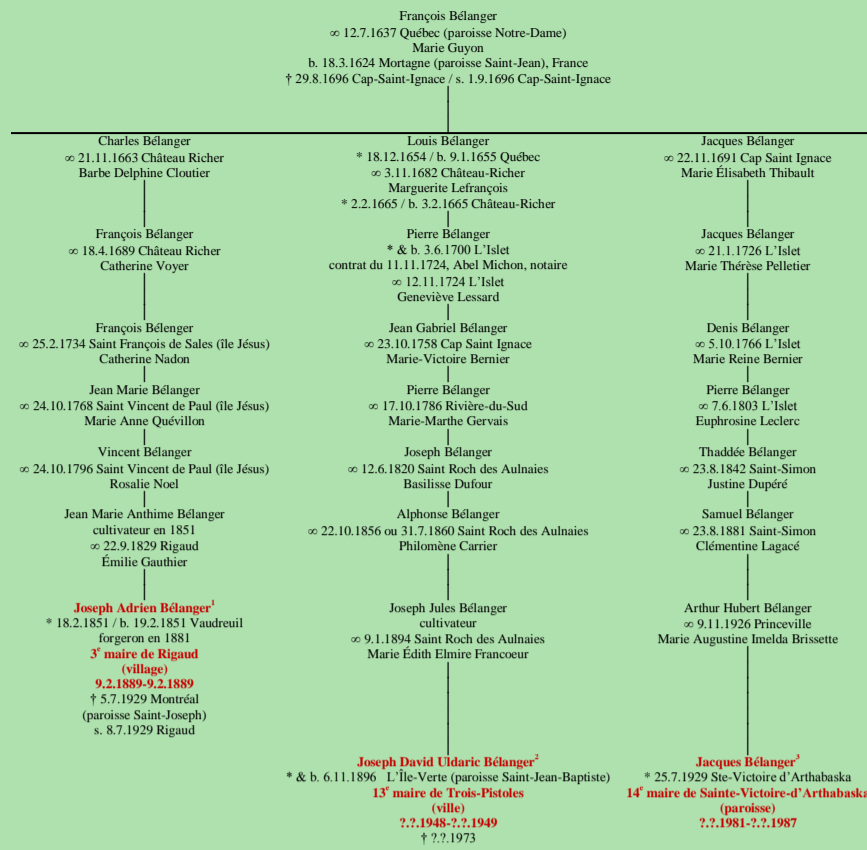 François Bélanger
∞ 12.7.1637 Québec (paroisse Notre-Dame)
Marie Guyon
b. 18.3.1624 Mortagne (paroisse Saint-Jean), France
† 29.8.1696 Cap-Saint-Ignace / s. 1.9.1696 Cap-Saint-Ignace
Charles Bélanger
∞ 21.11.1663 Château Richer
Barbe Delphine Cloutier
François Bélanger
∞ 18.4.1689 Château Richer
Catherine Voyer
François Bélenger
∞ 25.2.1734 Saint François de Sales (île Jésus)
Catherine Nadon
Jean Marie Bélanger
∞ 24.10.1768 Saint Vincent de Paul (île Jésus)
Marie Anne Quévillon
Vincent Bélanger
∞ 24.10.1796 Saint Vincent de Paul (île Jésus)
Rosalie Noel
Jean Marie Anthime Bélanger
cultivateur en 1851
∞ 22.9.1829 Rigaud
Émilie Gauthier
Joseph Adrien Bélanger¹
* 18.2.1851 / b. 19.2.1851 Vaudreuil
forgeron en 1881
3e maire de Rigaud
(village)
9.2.1889-9.2.1889
† 5.7.1929 Montréal
(paroisse Saint-Joseph)
s. 8.7.1929 Rigaud
Louis Bélanger
* 18.12.1654 / b. 9.1.1655 Québec
∞ 3.11.1682 Château-Richer
Marguerite Lefrançois
* 2.2.1665 / b. 3.2.1665 Château-Richer
Pierre Bélanger
* & b. 3.6.1700 L’Islet
contrat du 11.11.1724, Abel Michon, notaire
∞ 12.11.1724 L’Islet
Geneviève Lessard
Jean Gabriel Bélanger
∞ 23.10.1758 Cap Saint Ignace
Marie-Victoire Bernier
Pierre Bélanger
∞ 17.10.1786 Rivière-du-Sud
Marie-Marthe Gervais
Joseph Bélanger
∞ 12.6.1820 Saint Roch des Aulnaies
Basilisse Dufour
Alphonse Bélanger
∞ 22.10.1856 ou 31.7.1860 Saint Roch des Aulnaies
Philomène Carrier
Joseph Jules Bélanger
cultivateur
∞ 9.1.1894 Saint Roch des Aulnaies
Marie Édith Elmire Francoeur
Joseph David Uldaric Bélanger²
* & b. 6.11.1896 L’Île-Verte (paroisse Saint-Jean-Baptiste)
13e maire de Trois-Pistoles
(ville)
?.?.1948-?.?.1949
† ?.?.1973
Jacques Bélanger
∞ 22.11.1691 Cap Saint Ignace
Marie Élisabeth Thibault
Jacques Bélanger
∞ 21.1.1726 L’Islet
Marie Thérèse Pelletier
Denis Bélanger
∞ 5.10.1766 L’Islet
Marie Reine Bernier
Pierre Bélanger
∞ 7.6.1803 L’Islet
Euphrosine Leclerc
Thaddée Bélanger
∞ 23.8.1842 Saint-Simon
Justine Dupéré
Samuel Bélanger
∞ 23.8.1881 Saint-Simon
Clémentine Lagacé
Arthur Hubert Bélanger
∞ 9.11.1926 Princeville
Marie Augustine Imelda Brissette
Jacques Bélanger³
* 25.7.1929 Ste-Victoire d’Arthabaska
14e maire de Sainte-Victoire-d’Arthabaska
(paroisse)
?.?.1981-?.?.1987